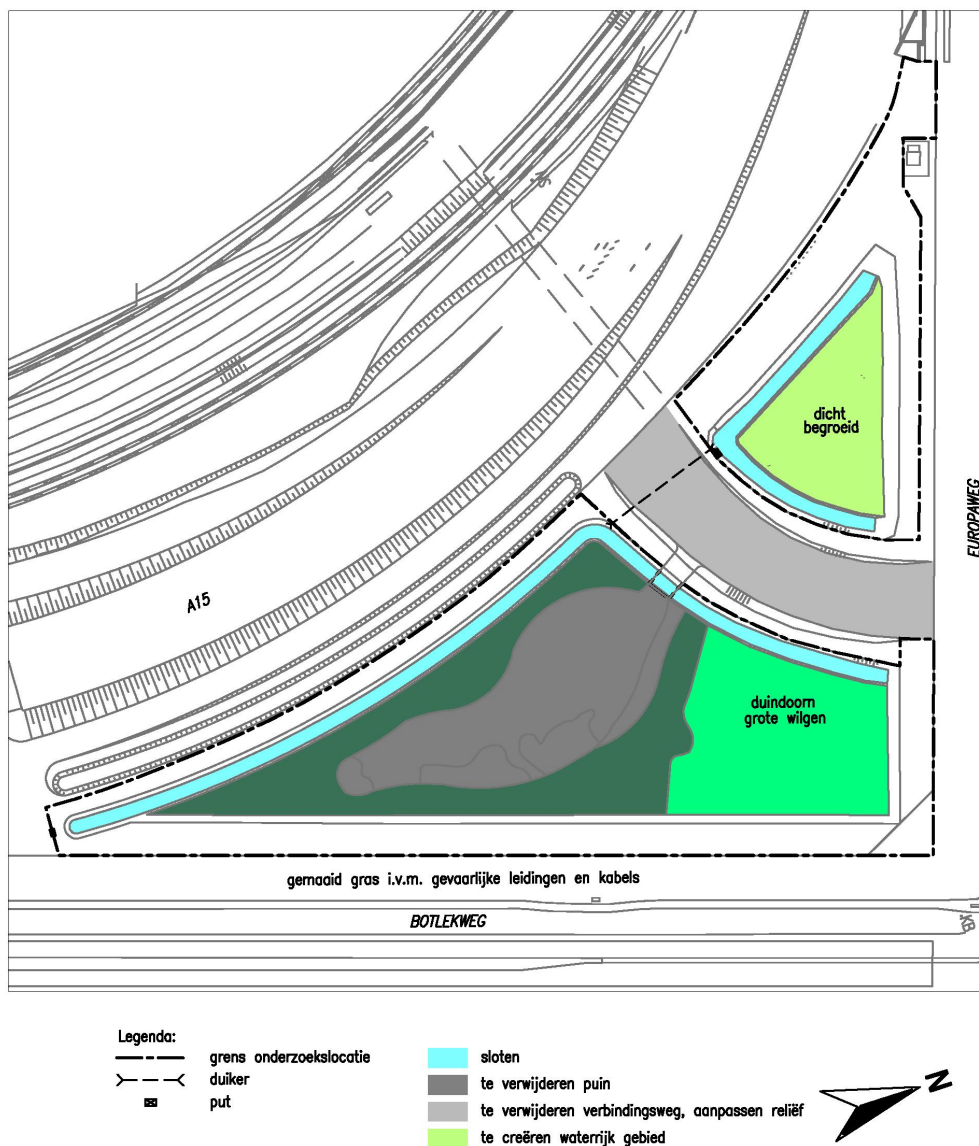 dicht
begroeid
EUROPAWEG
A15
duindoorn
grote wilgen
gemaaid gras i.v.m. gevaarlijke leidingen en kabels
BOTLEKWEG
KB
Legenda:
grens onderzoekslocatie
duiker
put
sloten
te verwijderen puin
te verwijderen verbindingsweg, aanpassen reliëf
te creëren waterrijk gebied
N